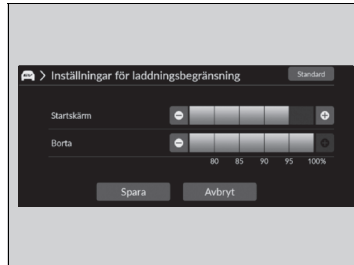 Inställningar för laddningsbegränsning
Standard
Startskärm
Borta
80 85 90 95 100%
Spara Avbryt